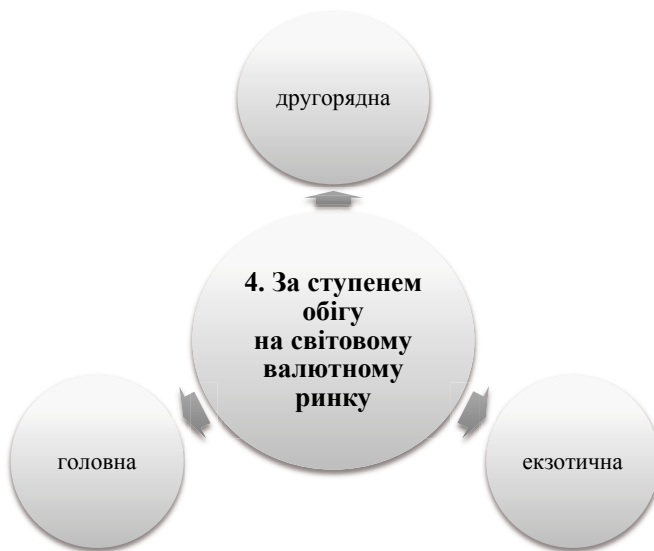 другорядна
4. За ступенем
обігу
на світовому
валютному
ринку
головна
екзотична